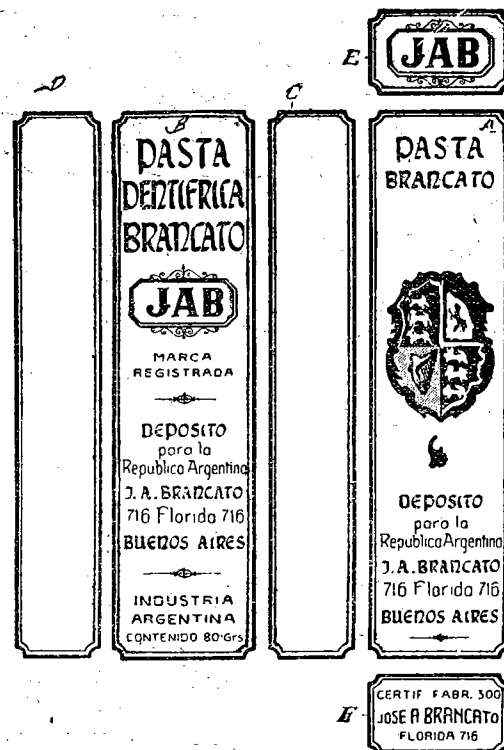 E
JAB
D
B
C
A
PASTA
DENTIFRICA
BRANCATO
JAB
MARCA
REGISTRADA
DEPOSITO
para la
Republica Argentina
J. A. BRANCATO
716 Florida 716
BUENOS AIRES
INDUSTRIA
ARGENTINA
CONTENIDO 80 Grs
PASTA
BRANCATO
DEPOSITO
para la
Republica Argentina
J. A. BRANCATO
716 Florida 716
BUENOS AIRES
CERTIF FABR. 300
JOSE A BRANCATO
FLORIDA 716